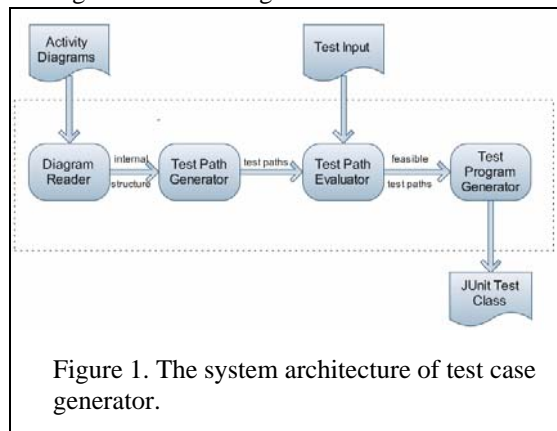 Activity
Diagrams
Test Input
Diagram
Reader
internal
structure
Test Path
Generator
test paths
Test Path
Evaluator
feasible
test paths
Test
Program
Generator
JUnit Test
Class
Figure 1. The system architecture of test case
generator.